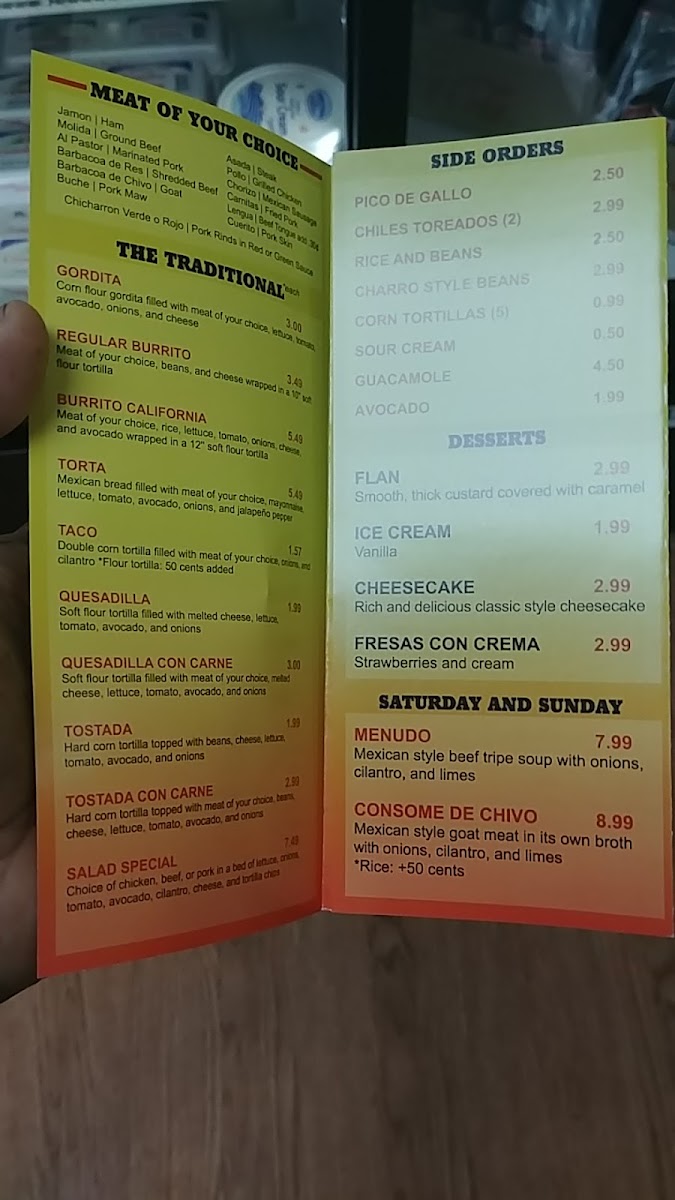 MEAT OF YOUR CHOICE
Jamon | Ham
Molida | Ground Beef
Al Pastor | Marinated Pork
Barbacoa de Res | Shredded Beef
Barbacoa de Chivo | Goat
Buche | Pork Maw
Asada | Steak
Pollo | Grilled Chicken
Chorizo | Mexican Sausage
Carnitas | Fried Pork
Lengua | Beef Tongue add .30¢
Cuerito | Pork Skin
Chicharron Verde o Rojo | Pork Rinds in Red or Green Sauce
THE TRADITIONAL *each
GORDITA 3.00
Corn flour gordita filled with meat of your choice, lettuce, tomato,
avocado, onions, and cheese
REGULAR BURRITO 3.49
Meat of your choice, beans, and cheese wrapped in a 10" soft
flour tortilla
BURRITO CALIFORNIA 5.49
Meat of your choice, rice, lettuce, tomato, onions, cheese,
and avocado wrapped in a 12" soft flour tortilla
TORTA 5.49
Mexican bread filled with meat of your choice, mayonnaise,
lettuce, tomato, avocado, onions, and jalapeño pepper
TACO 1.57
Double corn tortilla filled with meat of your choice, onions, and
cilantro *Flour tortilla: 50 cents added
QUESADILLA 1.99
Soft flour tortilla filled with melted cheese, lettuce,
tomato, avocado, and onions
QUESADILLA CON CARNE 3.00
Soft flour tortilla filled with meat of your choice, melted
cheese, lettuce, tomato, avocado, and onions
TOSTADA 1.99
Hard corn tortilla topped with beans, cheese, lettuce,
tomato, avocado, and onions
TOSTADA CON CARNE 2.99
Hard corn tortilla topped with meat of your choice, beans,
cheese, lettuce, tomato, avocado, and onions
SALAD SPECIAL 7.49
Choice of chicken, beef, or pork in a bed of lettuce, onions,
tomato, avocado, cilantro, cheese, and tortilla chips
SIDE ORDERS
PICO DE GALLO 2.50
CHILES TOREADOS (2) 2.99
RICE AND BEANS 2.50
CHARRO STYLE BEANS 2.99
CORN TORTILLAS (5) 0.99
SOUR CREAM 0.50
GUACAMOLE 4.50
AVOCADO 1.99
DESSERTS
FLAN 2.99
Smooth, thick custard covered with caramel
ICE CREAM 1.99
Vanilla
CHEESECAKE 2.99
Rich and delicious classic style cheesecake
FRESAS CON CREMA 2.99
Strawberries and cream
SATURDAY AND SUNDAY
MENUDO 7.99
Mexican style beef tripe soup with onions,
cilantro, and limes
CONSOME DE CHIVO 8.99
Mexican style goat meat in its own broth
with onions, cilantro, and limes
*Rice: +50 cents